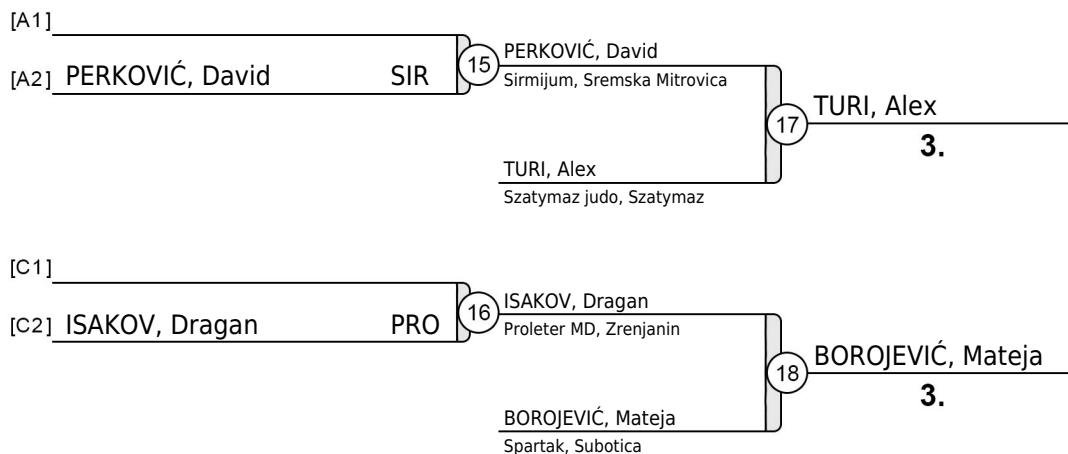 [A1]
[A2] PERKOVIĆ, David SIR
15
PERKOVIĆ, David
Sirmijum, Sremska Mitrovica
17
TURI, Alex
3.
TURI, Alex
Szatymaz judo, Szatymaz
[C1]
[C2] ISAKOV, Dragan PRO
16
ISAKOV, Dragan
Proleter MD, Zrenjanin
18
BOROJEVIĆ, Mateja
3.
BOROJEVIĆ, Mateja
Spartak, Subotica